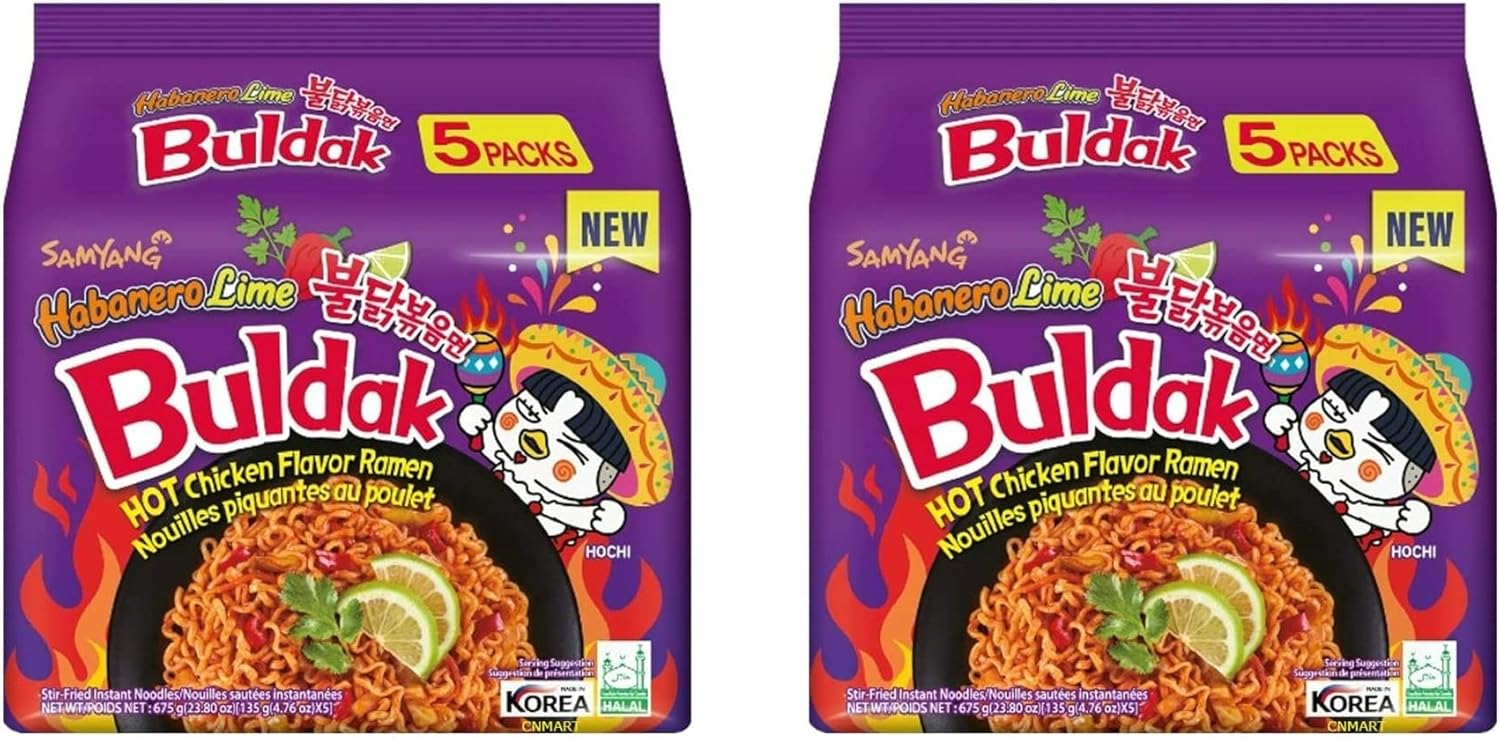 Habanero Lime 불닭볶음면
Buldak
5 PACKS
NEW
SAMYANG
Habanero Lime 불닭볶음면
Buldak
HOT Chicken Flavor Ramen
Nouilles piquantes au poulet
HOCHI
Serving Suggestion
Suggestion de présentation
Stir-Fried Instant Noodles/Nouilles sautées instantanées
NET WT/POIDS NET : 675 g(23.80 oz)[135 g(4.76 oz)X5]
MADE IN
KOREA
HALAL
CNMART
Habanero Lime 불닭볶음면
Buldak
5 PACKS
NEW
SAMYANG
Habanero Lime 불닭볶음면
Buldak
HOT Chicken Flavor Ramen
Nouilles piquantes au poulet
HOCHI
Serving Suggestion
Suggestion de présentation
Stir-Fried Instant Noodles/Nouilles sautées instantanées
NET WT/POIDS NET : 675 g(23.80 oz)[135 g(4.76 oz)X5]
MADE IN
KOREA
HALAL
CNMART